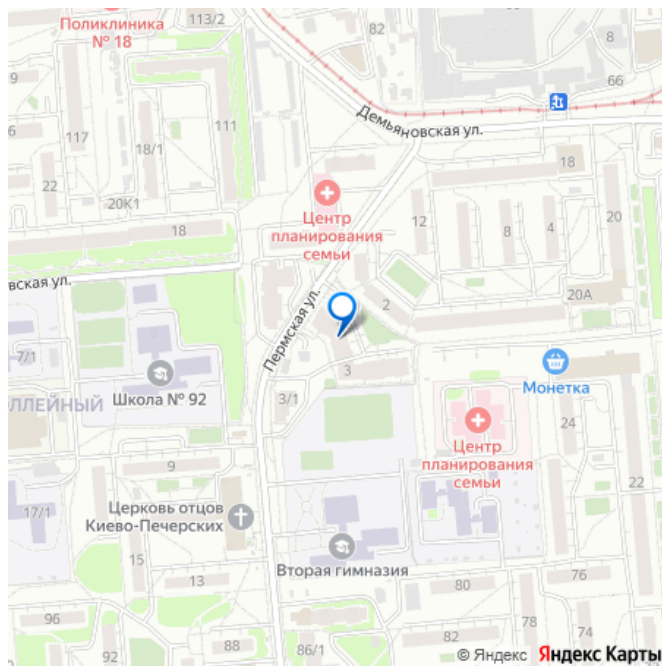 113/2
Поликлиника
№ 18
82
8
9
66
Демьяновская ул.
6
111
117
18/1
18
22
20К1
Центр
планирования
семьи
12
8
4
20
18
вская ул.
20А
2
Пермская ул.
7/1
3
Монетка
Школа № 92
3/1
ОЛЛЕЙНЫЙ
24
Центр
планирования
семьи
9
22
17/1
Церковь отцов
Киево-Печерских
15
Вторая гимназия
13
80
76
96
92
88
86/1
82
78
© Яндекс Яндекс Карты